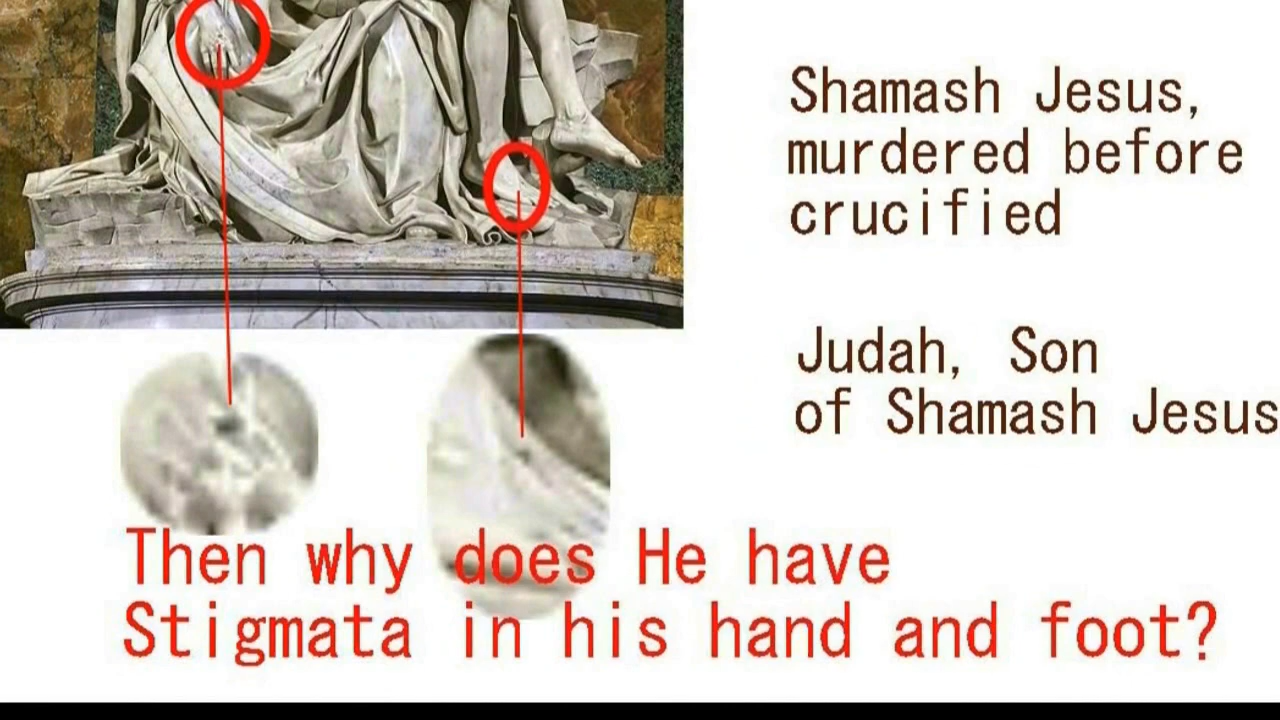 Shamash Jesus,
murdered before
crucified
Judah, Son
of Shamash Jesus
Then why does He have
Stigmata in his hand and foot?